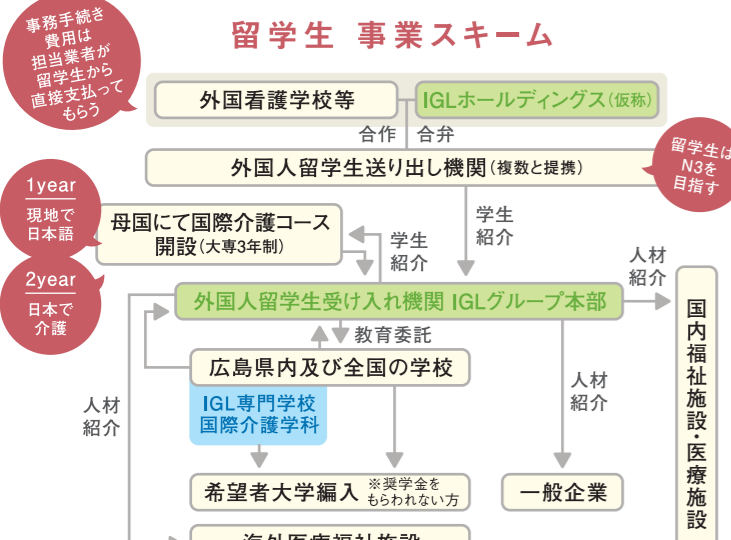 留学生 事業スキーム
事務手続き
費用は
担当業者が
留学生から
直接支払って
もらう
外国看護学校等
IGLホールディングス(仮称)
合作
合弁
外国人留学生送り出し機関(複数と提携)
留学生は
N3を
目指す
1year
現地で
日本語
母国にて国際介護コース
開設(大専3年制)
学生
紹介
学生
紹介
2year
日本で
介護
外国人留学生受け入れ機関 IGLグループ本部
人材
紹介
国内福祉施設・医療施設
教育委託
広島県内及び全国の学校
IGL専門学校
国際介護学科
人材
紹介
人材
紹介
希望者大学編入 ※奨学金を
もらわれない方
一般企業
海外医療福祉施設